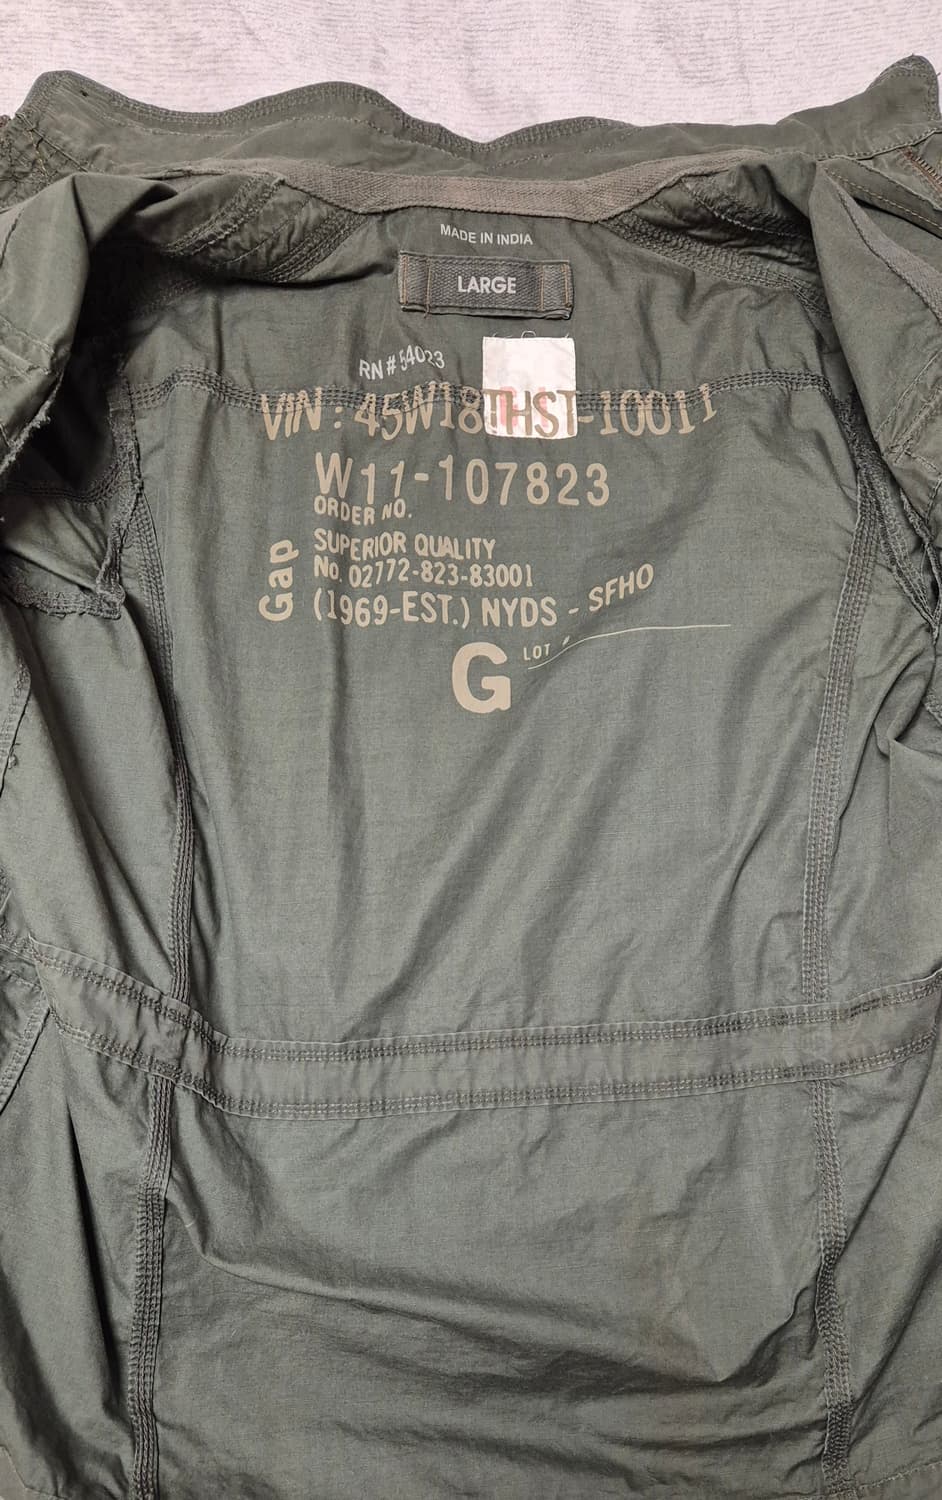 MADE IN INDIA
LARGE
RN # 54023
VIN : 45W18THST-10011
W11-107823
ORDER NO.
Gap
SUPERIOR QUALITY
No. 02772-823-83001
(1969-EST.) NYDS - SFHO
G
LOT #